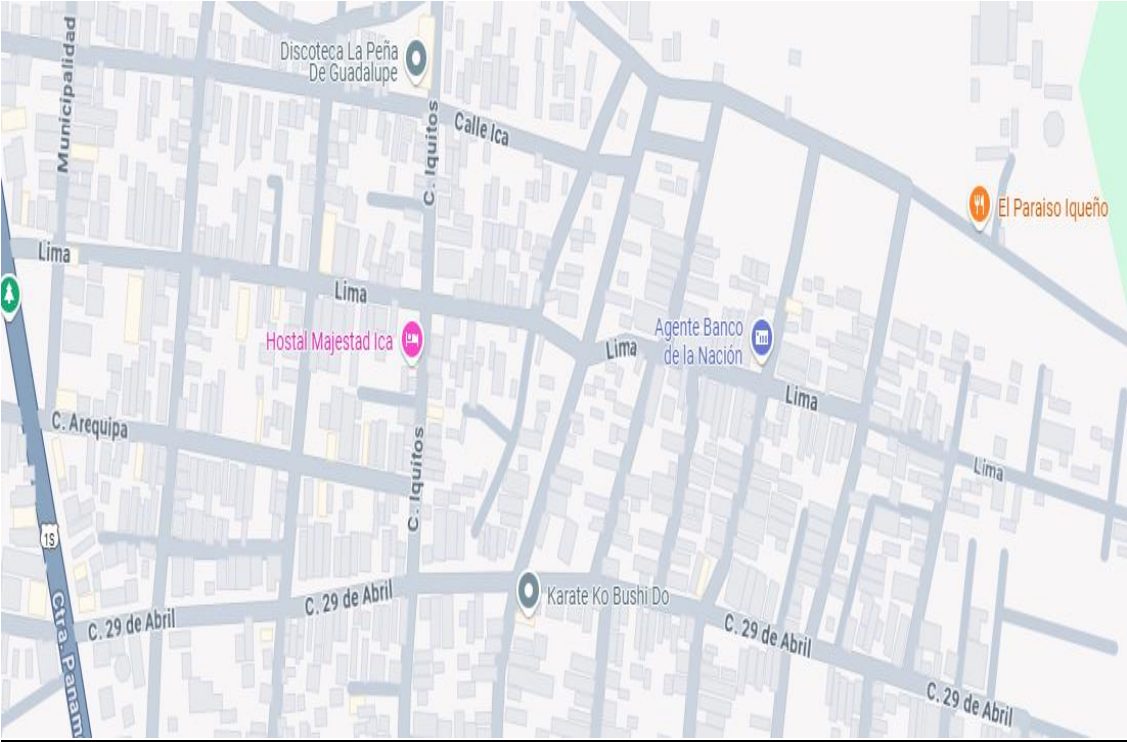 Municipalidad
Discoteca La Peña
De Guadalupe
C. Iquitos
Calle Ica
El Paraiso Iqueño
Lima
Lima
Hostal Majestad Ica
Lima
Agente Banco
de la Nación
Lima
C. Arequipa
C. Iquitos
Lima
1S
Ctra. Panam
C. 29 de Abril
C. 29 de Abril
Karate Ko Bushi Do
C. 29 de Abril
C. 29 de Abril